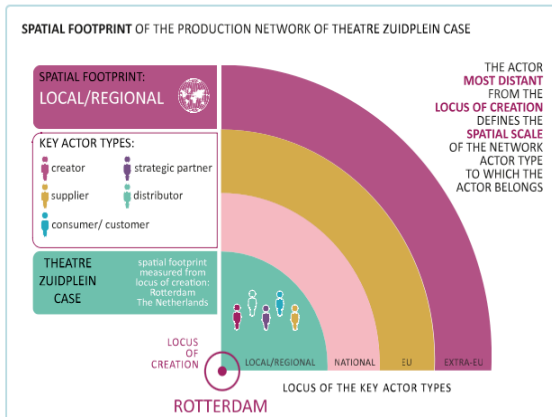 SPATIAL FOOTPRINT OF THE PRODUCTION NETWORK OF THEATRE ZUIDPLEIN CASE
SPATIAL FOOTPRINT:
LOCAL/REGIONAL
KEY ACTOR TYPES:
creator
strategic partner
supplier
distributor
consumer/ customer
THEATRE
ZUIDPLEIN
CASE
spatial footprint
measured from
locus of creation:
Rotterdam
The Netherlands
THE ACTOR
MOST DISTANT
FROM THE
LOCUS OF CREATION
DEFINES THE
SPATIAL SCALE
OF THE NETWORK
ACTOR TYPE
TO WHICH THE
ACTOR BELONGS
LOCUS
OF
CREATION
LOCAL/REGIONAL
NATIONAL
EU
EXTRA-EU
LOCUS OF THE KEY ACTOR TYPES
ROTTERDAM